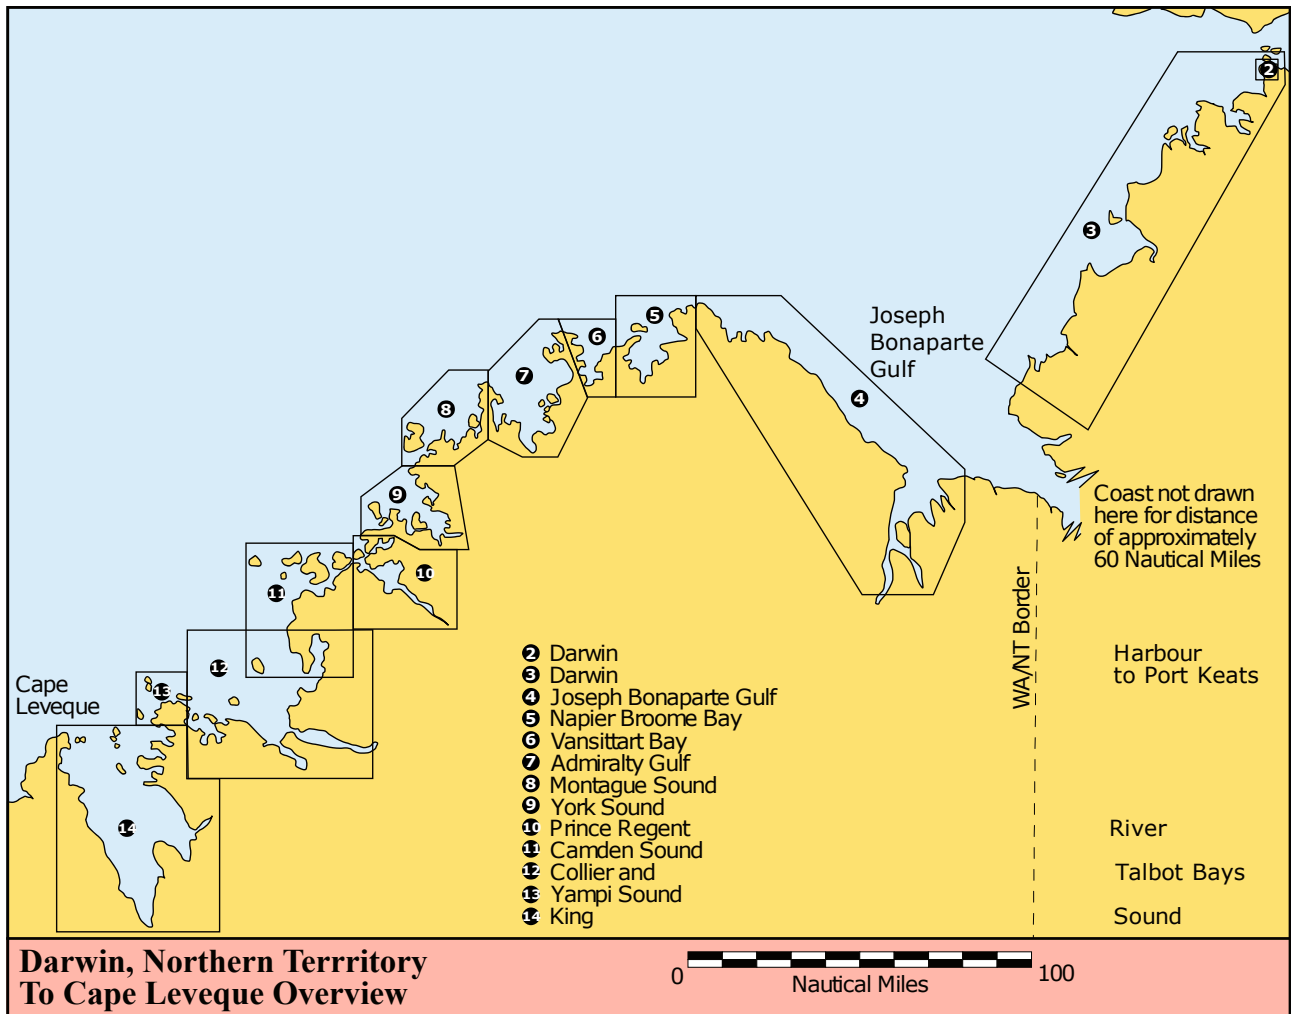 2
3
Joseph
Bonaparte
Gulf
5
6
7
4
8
9
Coast not drawn
here for distance
of approximately
60 Nautical Miles
10
11
WA/NT Border
12
13
Cape
Leveque
14
2 Darwin Harbour
3 Darwin to Port Keats
4 Joseph Bonaparte Gulf
5 Napier Broome Bay
6 Vansittart Bay
7 Admiralty Gulf
8 Montague Sound
9 York Sound
10 Prince Regent River
11 Camden Sound
12 Collier and Talbot Bays
13 Yampi Sound
14 King Sound
Darwin, Northern Terrritory
To Cape Leveque Overview
0 100
Nautical Miles